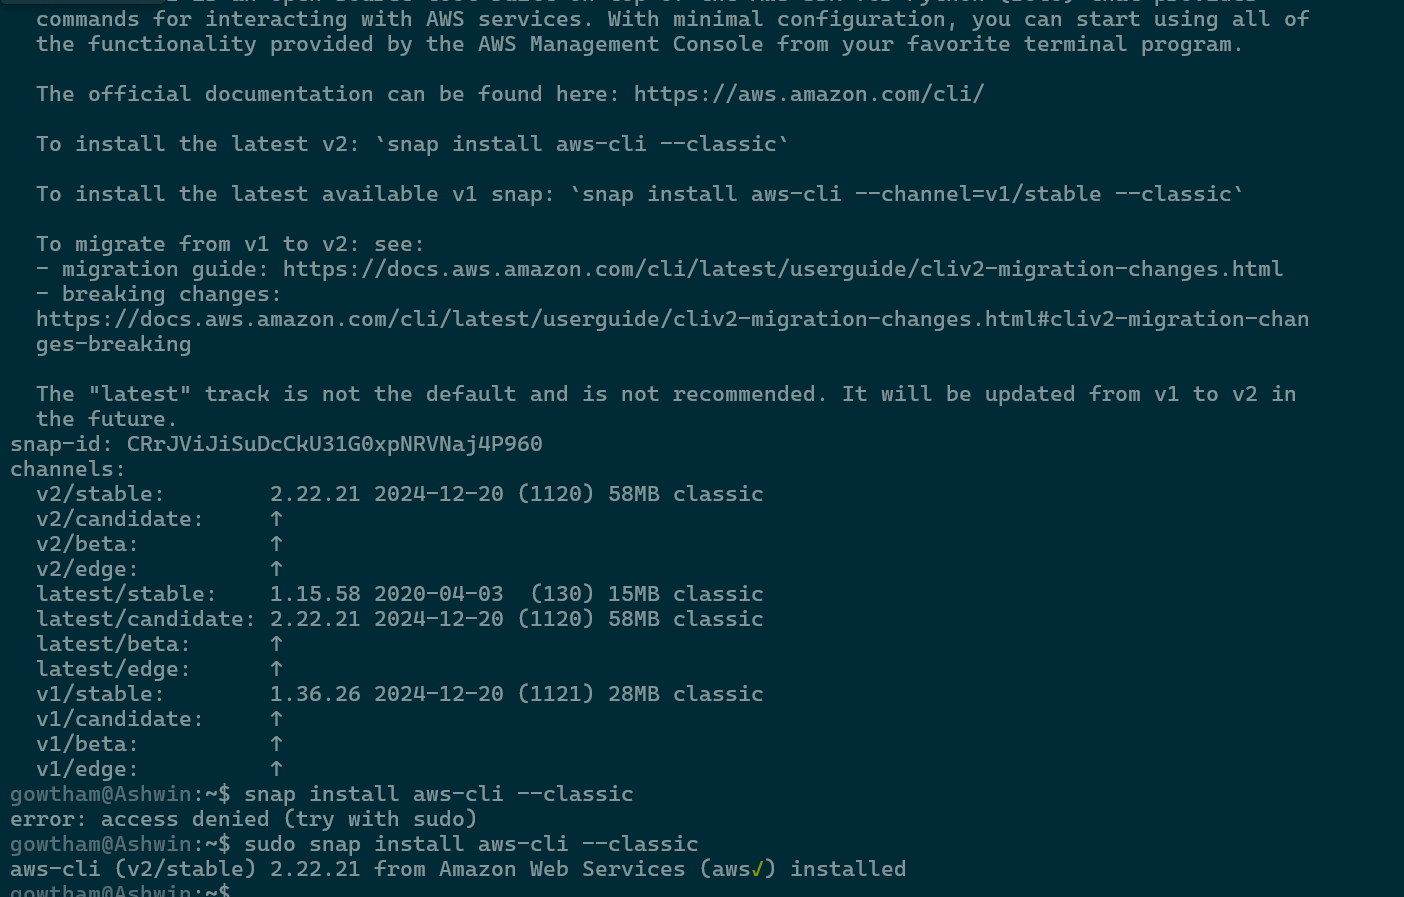 commands for interacting with AWS services. With minimal configuration, you can start using all of
the functionality provided by the AWS Management Console from your favorite terminal program.
The official documentation can be found here: https://aws.amazon.com/cli/
To install the latest v2: `snap install aws-cli --classic`
To install the latest available v1 snap: `snap install aws-cli --channel=v1/stable --classic`
To migrate from v1 to v2: see:
- migration guide: https://docs.aws.amazon.com/cli/latest/userguide/cliv2-migration-changes.html
- breaking changes:
https://docs.aws.amazon.com/cli/latest/userguide/cliv2-migration-changes.html#cliv2-migration-chan
ges-breaking
The "latest" track is not the default and is not recommended. It will be updated from v1 to v2 in
the future.
snap-id: CRrJViJiSuDcCkU31G0xpNRVNaj4P960
channels:
v2/stable: 2.22.21 2024-12-20 (1120) 58MB classic
v2/candidate: ↑
v2/beta: ↑
v2/edge: ↑
latest/stable: 1.15.58 2020-04-03 (130) 15MB classic
latest/candidate: 2.22.21 2024-12-20 (1120) 58MB classic
latest/beta: ↑
latest/edge: ↑
v1/stable: 1.36.26 2024-12-20 (1121) 28MB classic
v1/candidate: ↑
v1/beta: ↑
v1/edge: ↑
gowtham@Ashwin:~$ snap install aws-cli --classic
error: access denied (try with sudo)
gowtham@Ashwin:~$ sudo snap install aws-cli --classic
aws-cli (v2/stable) 2.22.21 from Amazon Web Services (aws✓) installed
gowtham@Ashwin:~$